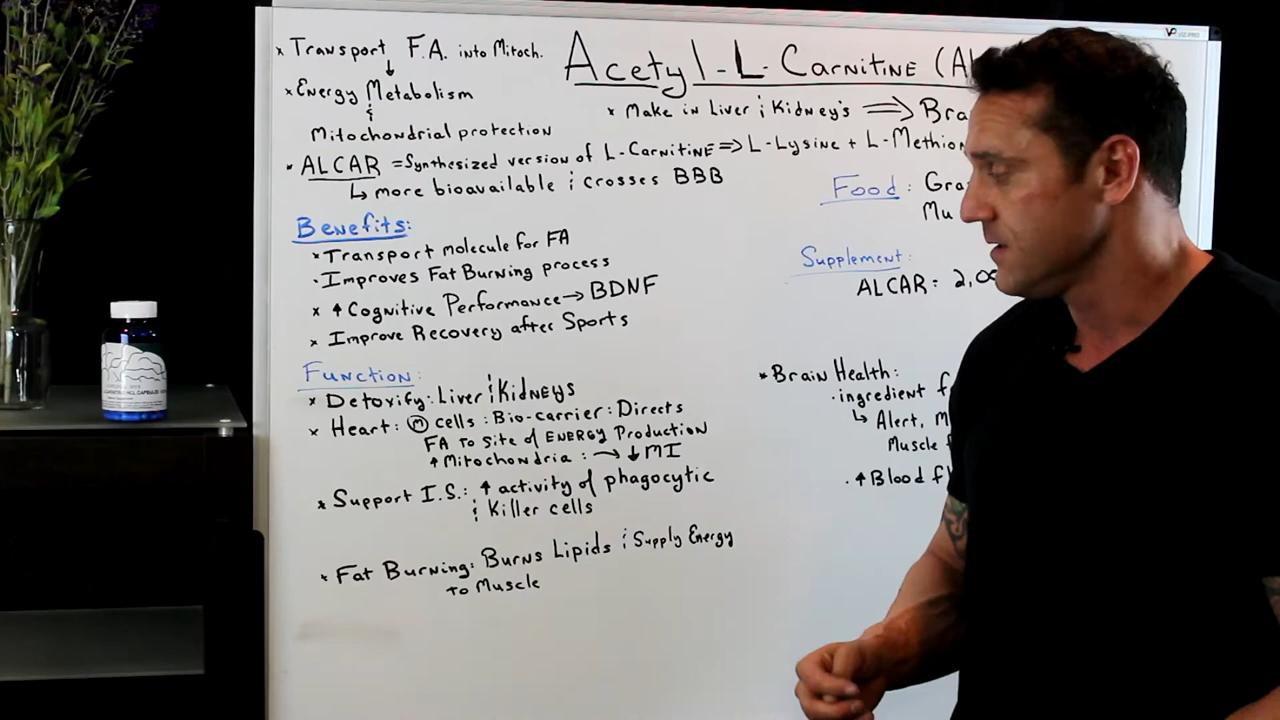 x Transport F.A. into Mitoch.
↓
x Energy Metabolism
&
Mitochondrial protection
x ALCAR = Synthesized version of L-Carnitine ⇒ L-Lysine + L-Methion
↳ more bioavailable & Crosses BBB
Benefits:
x Transport molecule for FA
· Improves Fat Burning process
x ↑ Cognitive Performance → BDNF
x Improve Recovery after Sports
Function:
x Detoxify: Liver & Kidneys
x Heart: M cells: Bio-carrier: Directs
FA To Site of ENERGY Production
↑ Mitochondria: → ↓ MI
x Support I.S.: ↑ activity of phagocytic
& Killer cells
x Fat Burning: Burns Lipids & Supply Energy
To Muscle
Acetyl-L-Carnitine (Al
x Make in Liver & Kidney's ⇒ Bra
Food: Gra
Mu
Supplement:
ALCAR: 2,00
x Brain Health:
· ingredient f
↳ Alert, M
Muscle f
· ↑ Blood fl
VIZ-PRO